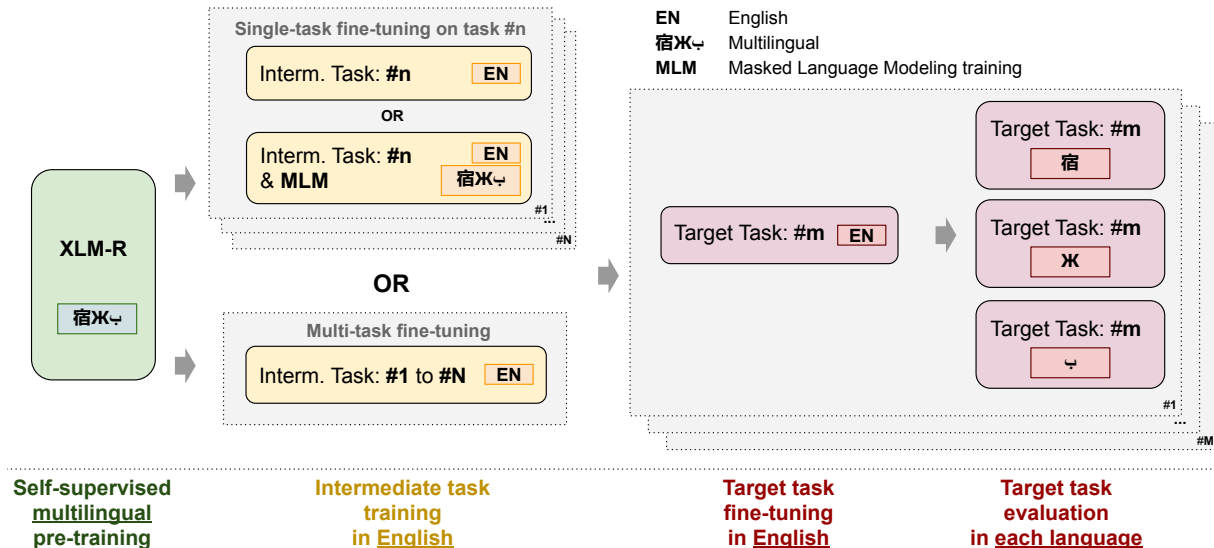 EN English
宿Жب Multilingual
MLM Masked Language Modeling training
Single-task fine-tuning on task #n
Interm. Task: #n EN
OR
Interm. Task: #n EN
& MLM 宿Жب
#1
...
#N
XLM-R
宿Жب
OR
Multi-task fine-tuning
Interm. Task: #1 to #N EN
Target Task: #m EN
Target Task: #m
宿
Target Task: #m
Ж
Target Task: #m
ب
#1
...
#M
Self-supervised
multilingual
pre-training
Intermediate task
training
in English
Target task
fine-tuning
in English
Target task
evaluation
in each language